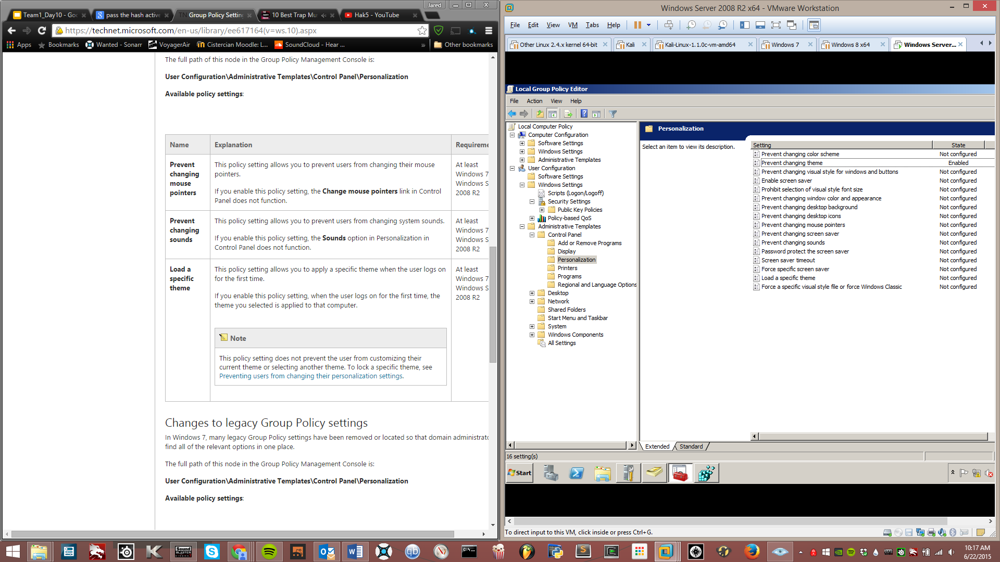 Jared
Team1_Day10 - Goo
pass the hash active
Group Policy Setting
10 Best Trap Mu
Hak5 - YouTube
https://technet.microsoft.com/en-us/library/ee617164(v=ws.10).aspx
Apps
Bookmarks
Wanted - Sonarr
VoyagerAir
Cistercian Moodle: L...
SoundCloud - Hear ...
»
Other bookmarks
The full path of this node in the Group Policy Management Console is:
User Configuration\Administrative Templates\Control Panel\Personalization
Available policy settings:
Name
Explanation
Requireme
Prevent
changing
mouse
pointers
This policy setting allows you to prevent users from changing their mouse
pointers.
If you enable this policy setting, the Change mouse pointers link in Control
Panel does not function.
At least
Windows 7
Windows S
2008 R2
Prevent
changing
sounds
This policy setting allows you to prevent users from changing system sounds.
If you enable this policy setting, the Sounds option in Personalization in
Control Panel does not function.
At least
Windows 7
Windows S
2008 R2
Load a
specific
theme
This policy setting allows you to apply a specific theme when the user logs on
for the first time.
If you enable this policy setting, when the user logs on for the first time, the
theme you selected is applied to that computer.
At least
Windows 7
Windows S
2008 R2
Note
This policy setting does not prevent the user from customizing their
current theme or selecting another theme. To lock a specific theme, see
Preventing users from changing their personalization settings.
Changes to legacy Group Policy settings
In Windows 7, many legacy Group Policy settings have been removed or located so that domain administrato
find all of the relevant options in one place.
The full path of this node in the Group Policy Management Console is:
User Configuration\Administrative Templates\Control Panel\Personalization
Available policy settings:
Windows Server 2008 R2 x64 - VMware Workstation
File Edit View VM Tabs Help
Other Linux 2.4.x kernel 64-bit
Kali
Kali-Linux-1.1.0c-vm-amd64
Windows 7
Windows 8 x64
Windows Server...
Local Group Policy Editor
File Action View Help
Local Computer Policy
Computer Configuration
Software Settings
Windows Settings
Administrative Templates
User Configuration
Software Settings
Windows Settings
Scripts (Logon/Logoff)
Security Settings
Public Key Policies
Policy-based QoS
Administrative Templates
Control Panel
Add or Remove Programs
Display
Personalization
Printers
Programs
Regional and Language Options
Desktop
Network
Shared Folders
Start Menu and Taskbar
System
Windows Components
All Settings
Personalization
Select an item to view its description.
Setting State
Prevent changing color scheme Not configured
Prevent changing theme Enabled
Prevent changing visual style for windows and buttons Not configured
Enable screen saver Not configured
Prohibit selection of visual style font size Not configured
Prevent changing window color and appearance Not configured
Prevent changing desktop background Not configured
Prevent changing desktop icons Not configured
Prevent changing mouse pointers Not configured
Prevent changing screen saver Not configured
Prevent changing sounds Not configured
Password protect the screen saver Not configured
Screen saver timeout Not configured
Force specific screen saver Not configured
Load a specific theme Not configured
Force a specific visual style file or force Windows Classic Not configured
Extended Standard
16 setting(s)
Start
To direct input to this VM, click inside or press Ctrl+G.
10:17 AM
6/22/2015